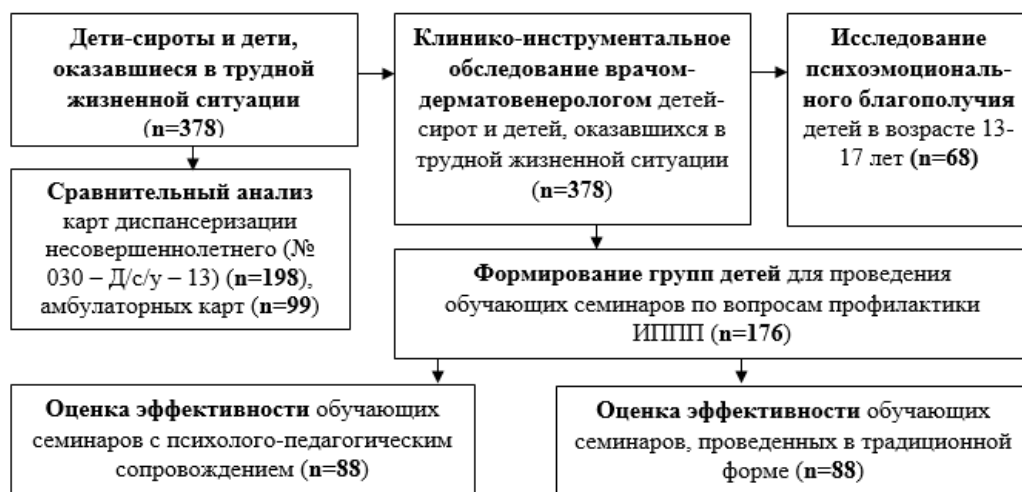 Дети-сироты и дети,
оказавшиеся в трудной
жизненной ситуации
(n=378)
Клинико-инструментальное
обследование врачом-
дерматовенерологом детей-
сирот и детей, оказавшихся в
трудной жизненной ситуации
(n=378)
Исследование
психоэмоциональ-
ного благополучия
детей в возрасте 13-
17 лет (n=68)
Сравнительный анализ
карт диспансеризации
несовершеннолетнего (№
030 – Д/с/у – 13) (n=198),
амбулаторных карт (n=99)
Формирование групп детей для проведения
обучающих семинаров по вопросам профилактики
ИППП (n=176)
Оценка эффективности обучающих
семинаров с психолого-педагогическим
сопровождением (n=88)
Оценка эффективности обучающих
семинаров, проведенных в традиционной
форме (n=88)